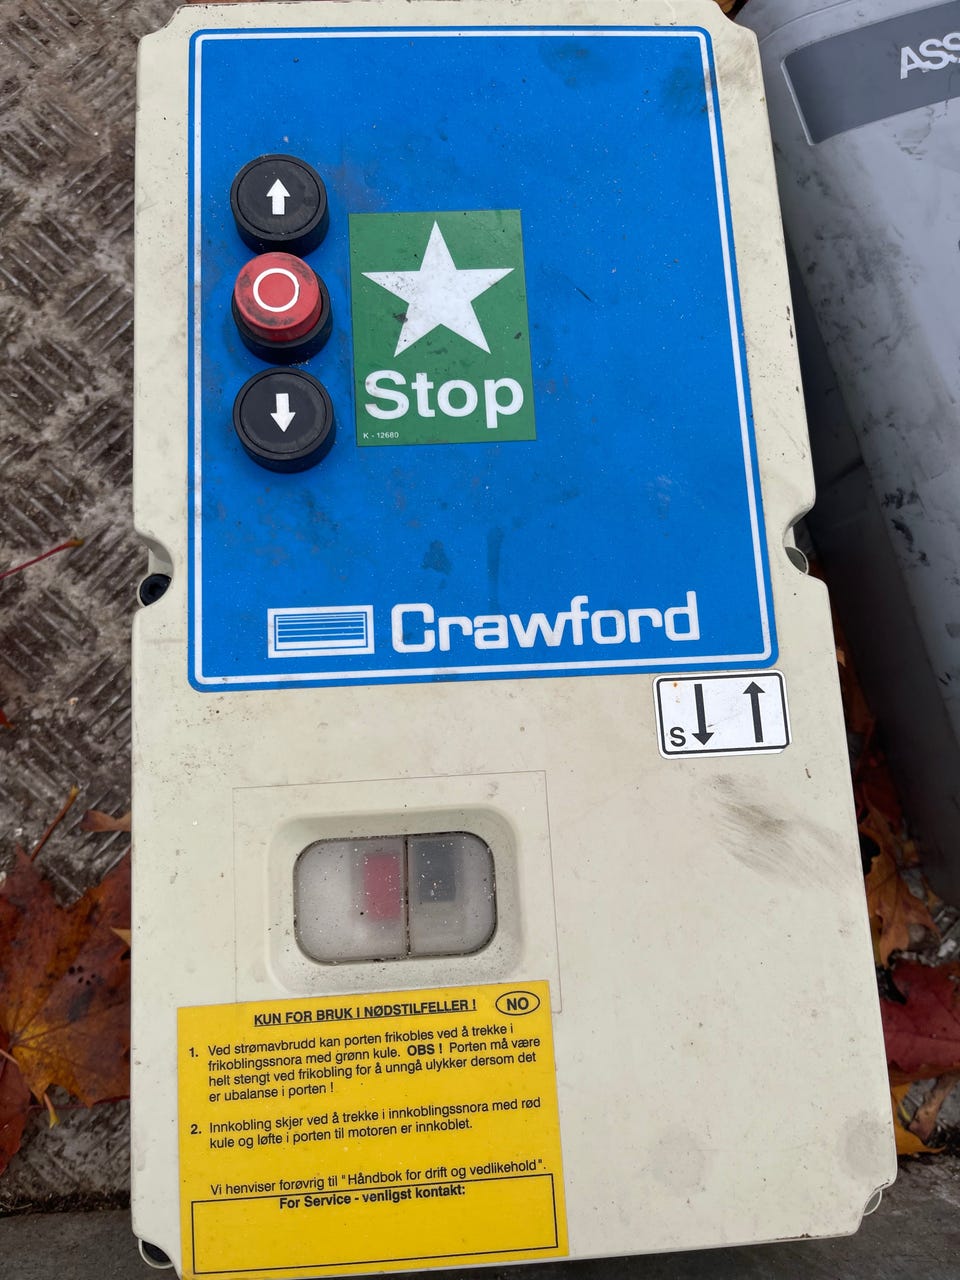 ASS
Stop
K - 12680
Crawford
S
KUN FOR BRUK I NØDSTILFELLER !
NO
1. Ved strømavbrudd kan porten frikobles ved å trekke i
frikoblingssnora med grønn kule. OBS ! Porten må være
helt stengt ved frikobling for å unngå ulykker dersom det
er ubalanse i porten !
2. Innkobling skjer ved å trekke i innkoblingssnora med rød
kule og løfte i porten til motoren er innkoblet.
Vi henviser forøvrig til "Håndbok for drift og vedlikehold".
For Service - venligst kontakt: